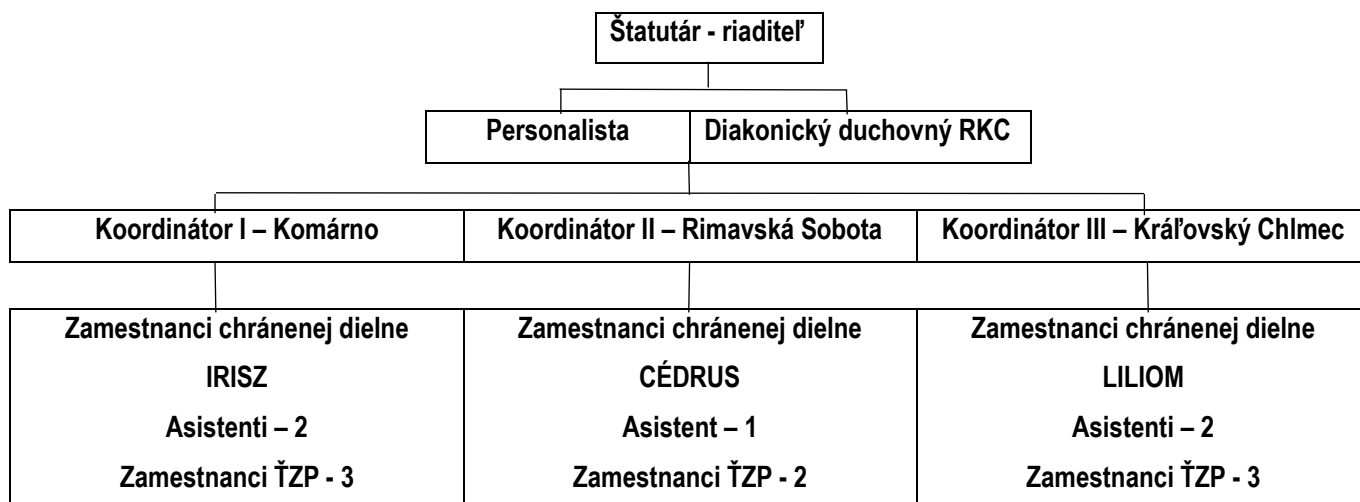 Štatutár - riaditeľ
Personalista
Diakonický duchovný RKC
Koordinátor I – Komárno
Koordinátor II – Rimavská Sobota
Koordinátor III – Kráľovský Chlmec
Zamestnanci chránenej dielne
IRISZ
Asistenti – 2
Zamestnanci ŤZP - 3
Zamestnanci chránenej dielne
CÉDRUS
Asistent – 1
Zamestnanci ŤZP - 2
Zamestnanci chránenej dielne
LILIOM
Asistenti – 2
Zamestnanci ŤZP - 3